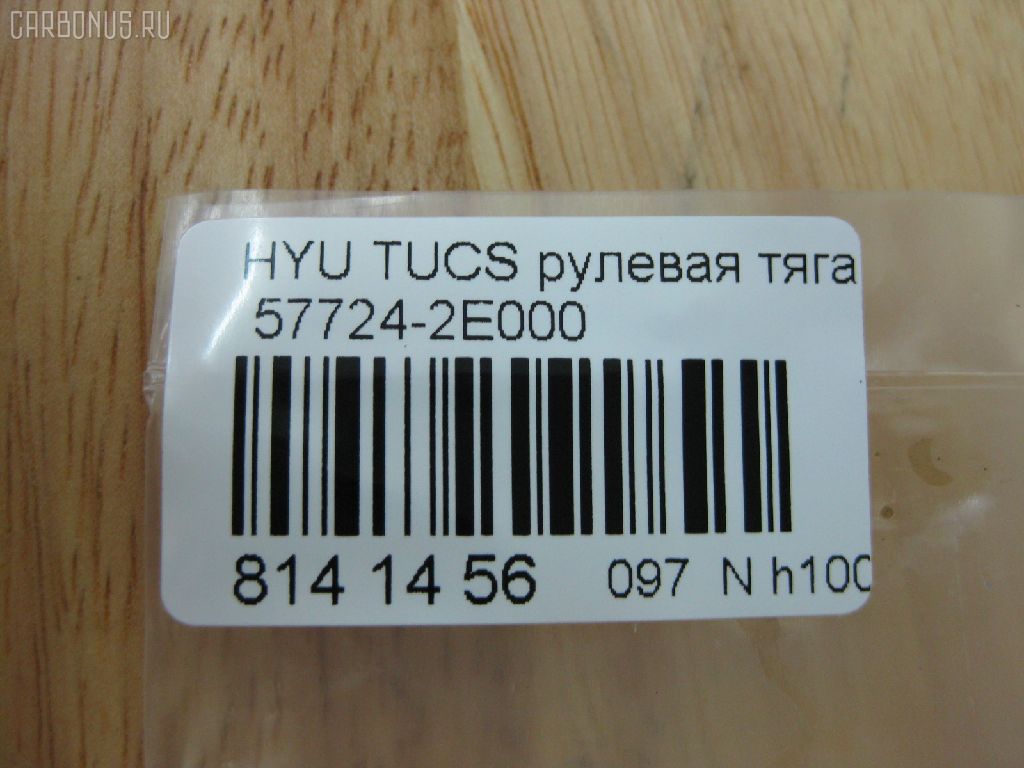 CARBONUS.RU
HYU TUCS рулевая тяга
57724-2E000
814 14 56 097 N h100